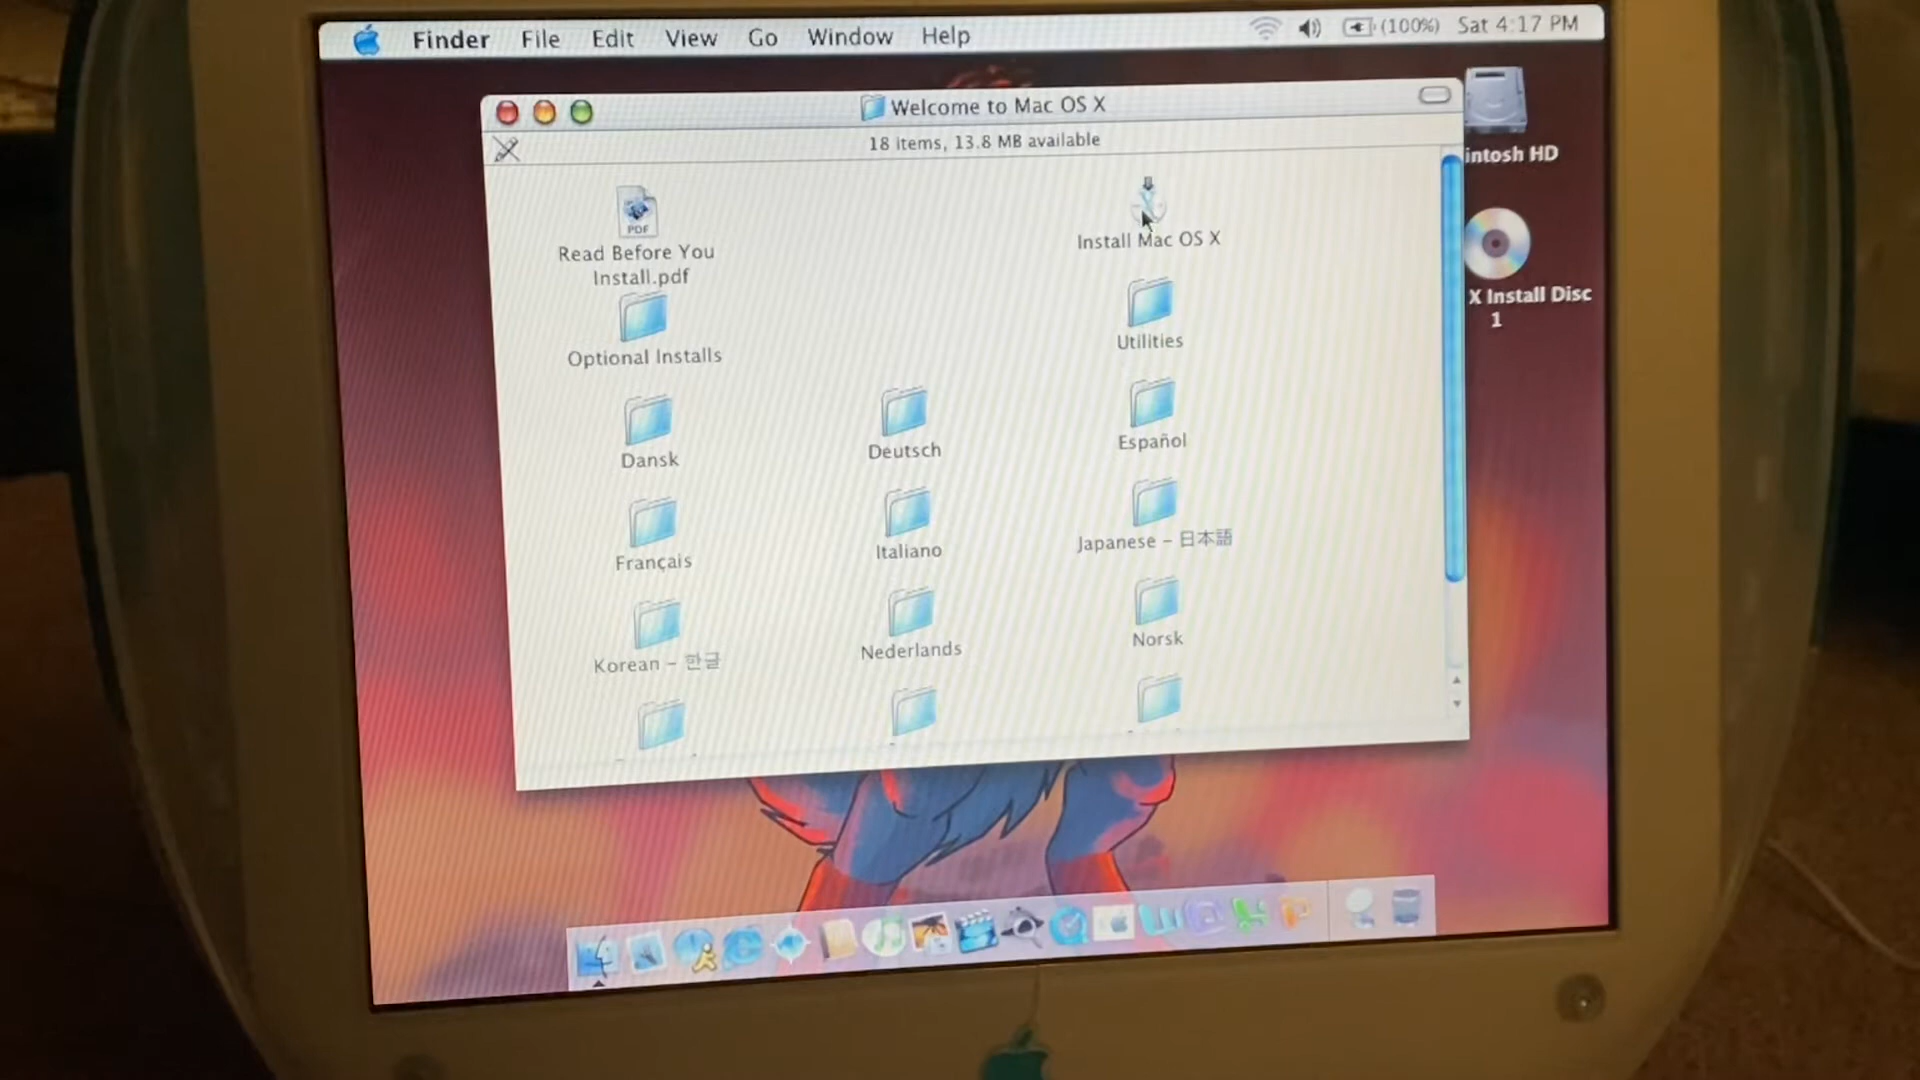 Finder File Edit View Go Window Help (100%) Sat 4:17 PM
Welcome to Mac OS X
18 items, 13.8 MB available
intosh HD
PDF
Read Before You
Install.pdf
Install Mac OS X
X Install Disc
1
Optional Installs
Utilities
Dansk
Deutsch
Español
Français
Italiano
Japanese – 日本語
Korean – 한글
Nederlands
Norsk